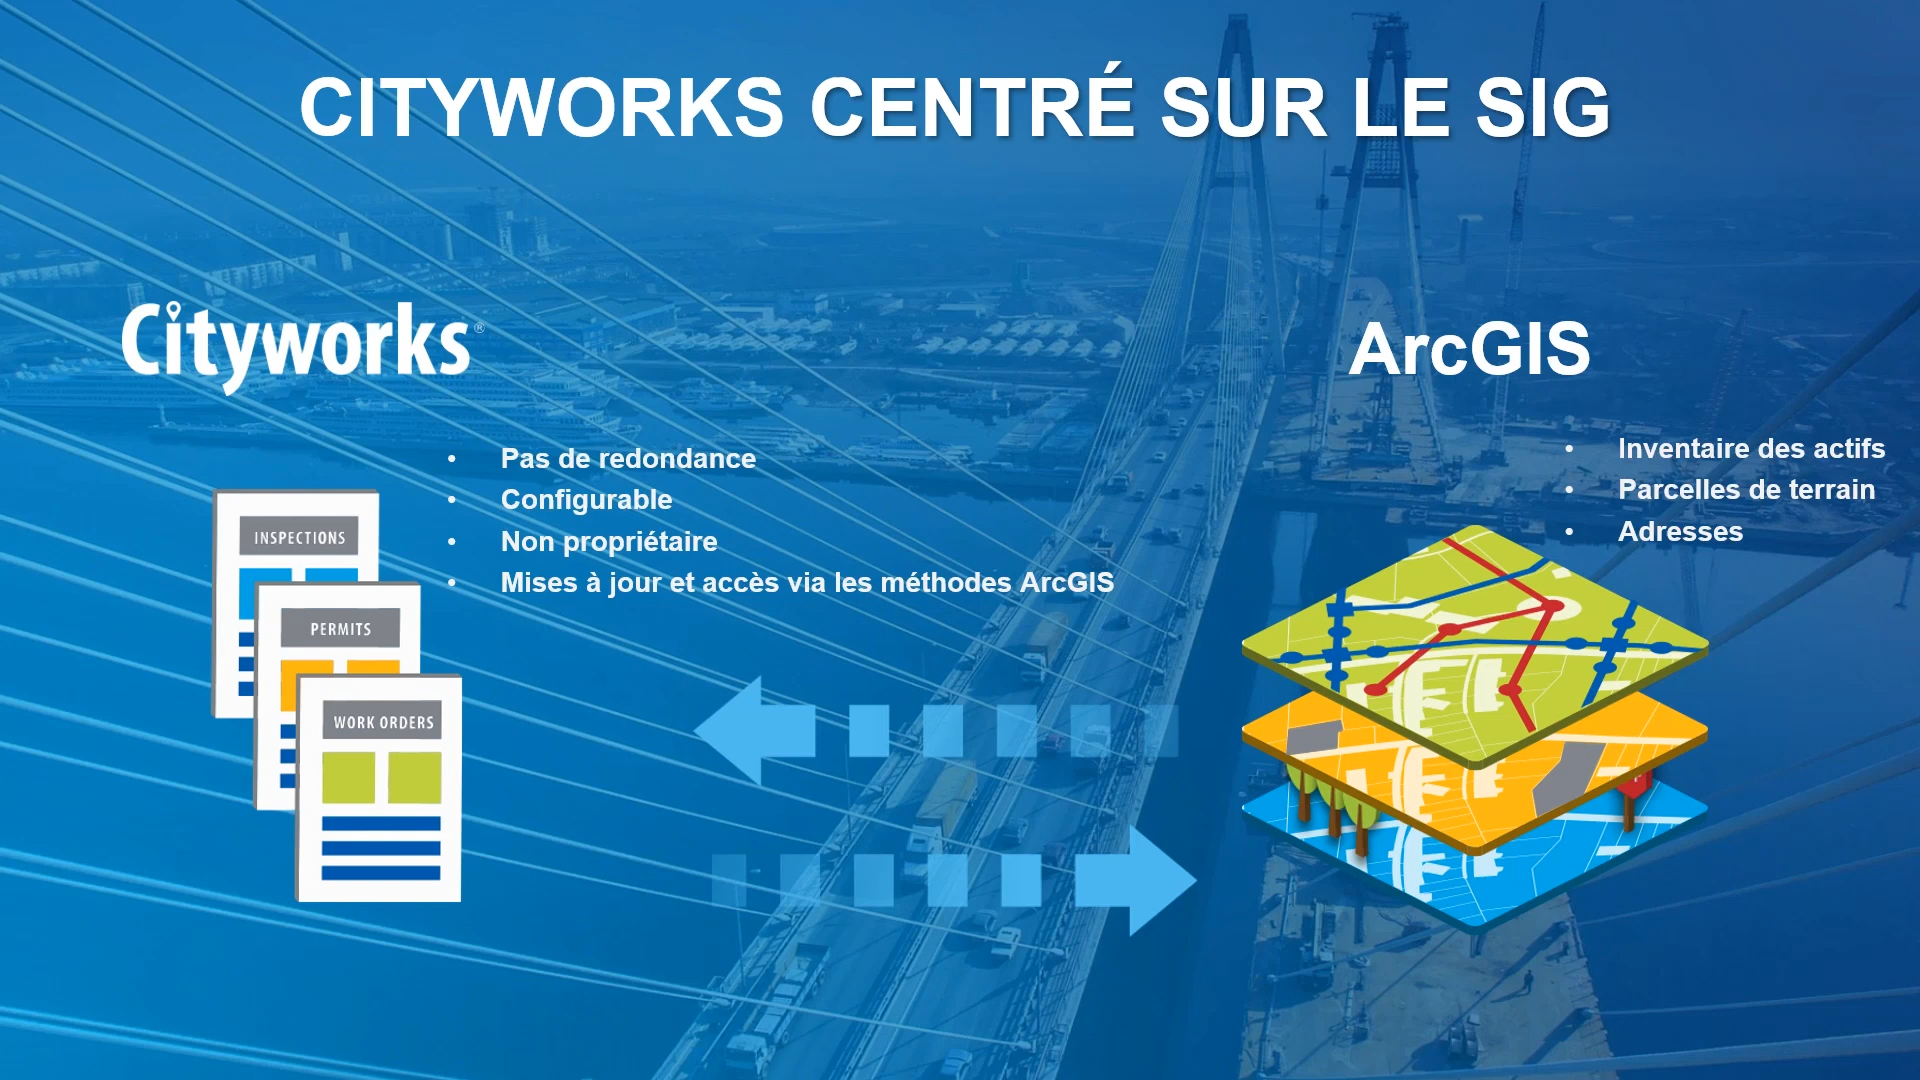 CITYWORKS CENTRÉ SUR LE SIG
Cityworks®
ArcGIS
• Pas de redondance
• Configurable
• Non propriétaire
• Mises à jour et accès via les méthodes ArcGIS
• Inventaire des actifs
• Parcelles de terrain
• Adresses
INSPECTIONS
PERMITS
WORK ORDERS